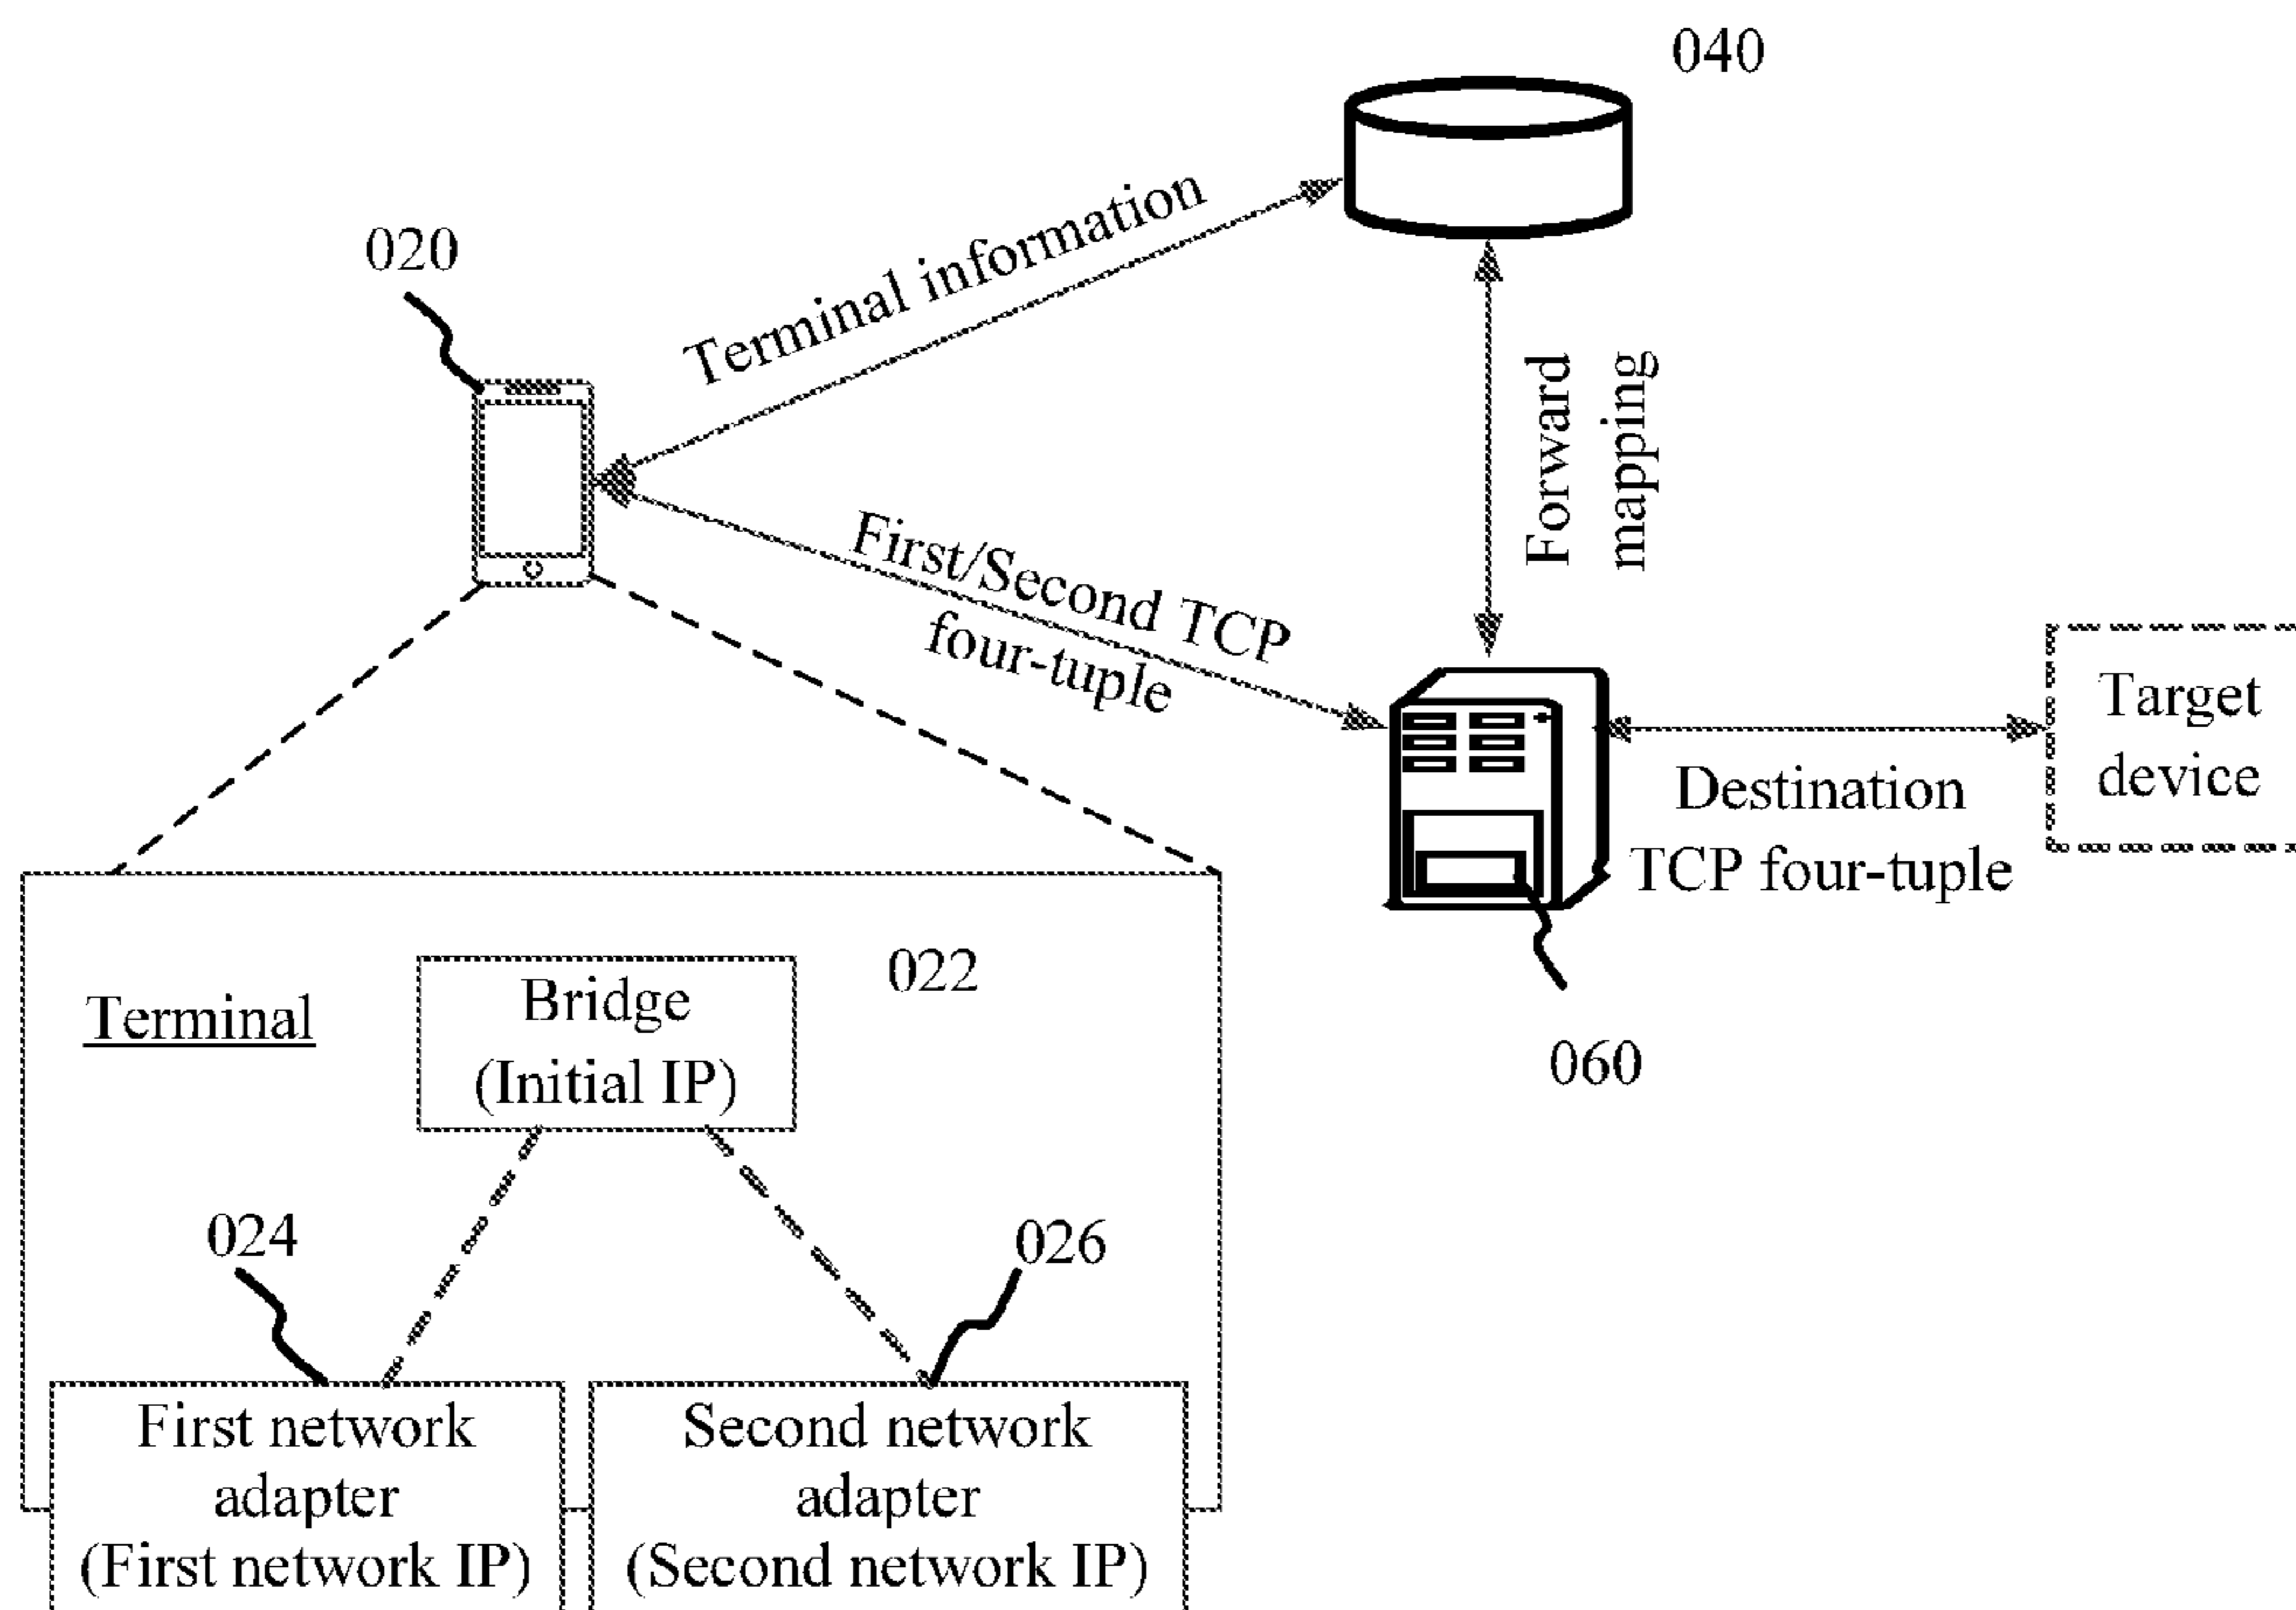 040
020
Terminal information
Forward
mapping
First/Second TCP
four-tuple
Target
device
Destination
TCP four-tuple
060
Terminal
022
Bridge
(Initial IP)
024
026
First network
adapter
(First network IP)
Second network
adapter
(Second network IP)